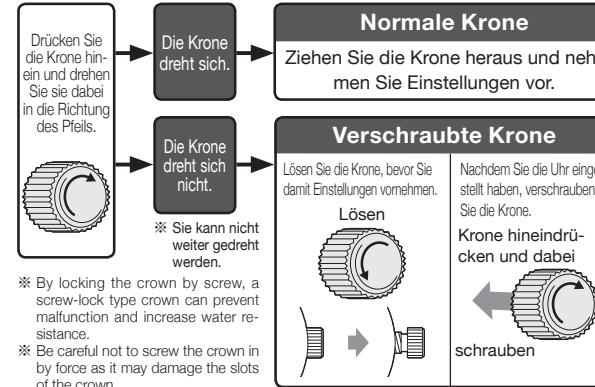 Drücken Sie
die Krone hin-
ein und drehen
Sie sie dabei
in die Richtung
des Pfeils.
Die Krone
dreht sich.
Normale Krone
Ziehen Sie die Krone heraus und neh
men Sie Einstellungen vor.
Die Krone
dreht sich
nicht.
※ Sie kann nicht
weiter gedreht
werden.
※ By locking the crown by screw, a
screw-lock type crown can prevent
malfunction and increase water re-
sistance.
※ Be careful not to screw the crown in
by force as it may damage the slots
of the crown.
Verschraubte Krone
Lösen Sie die Krone, bevor Sie
damit Einstellungen vornehmen.
Lösen
Nachdem Sie die Uhr einge
stellt haben, verschrauben
Sie die Krone.
Krone hineindrü-
cken und dabei
schrauben